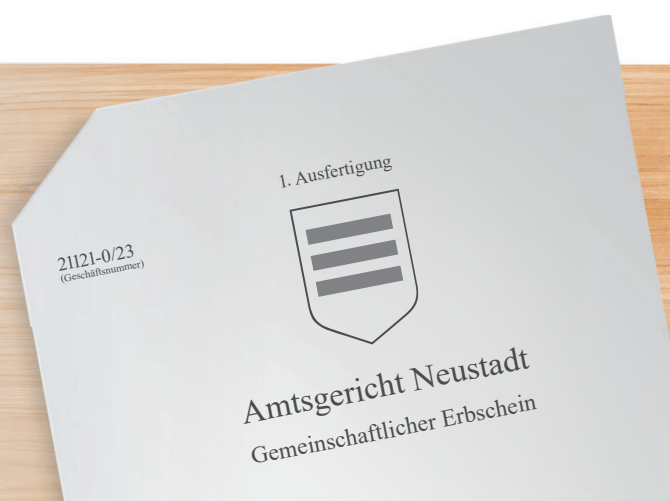 1. Ausfertigung
21121-0/23
(Geschäftsnummer)
Amtsgericht Neustadt
Gemeinschaftlicher Erbschein